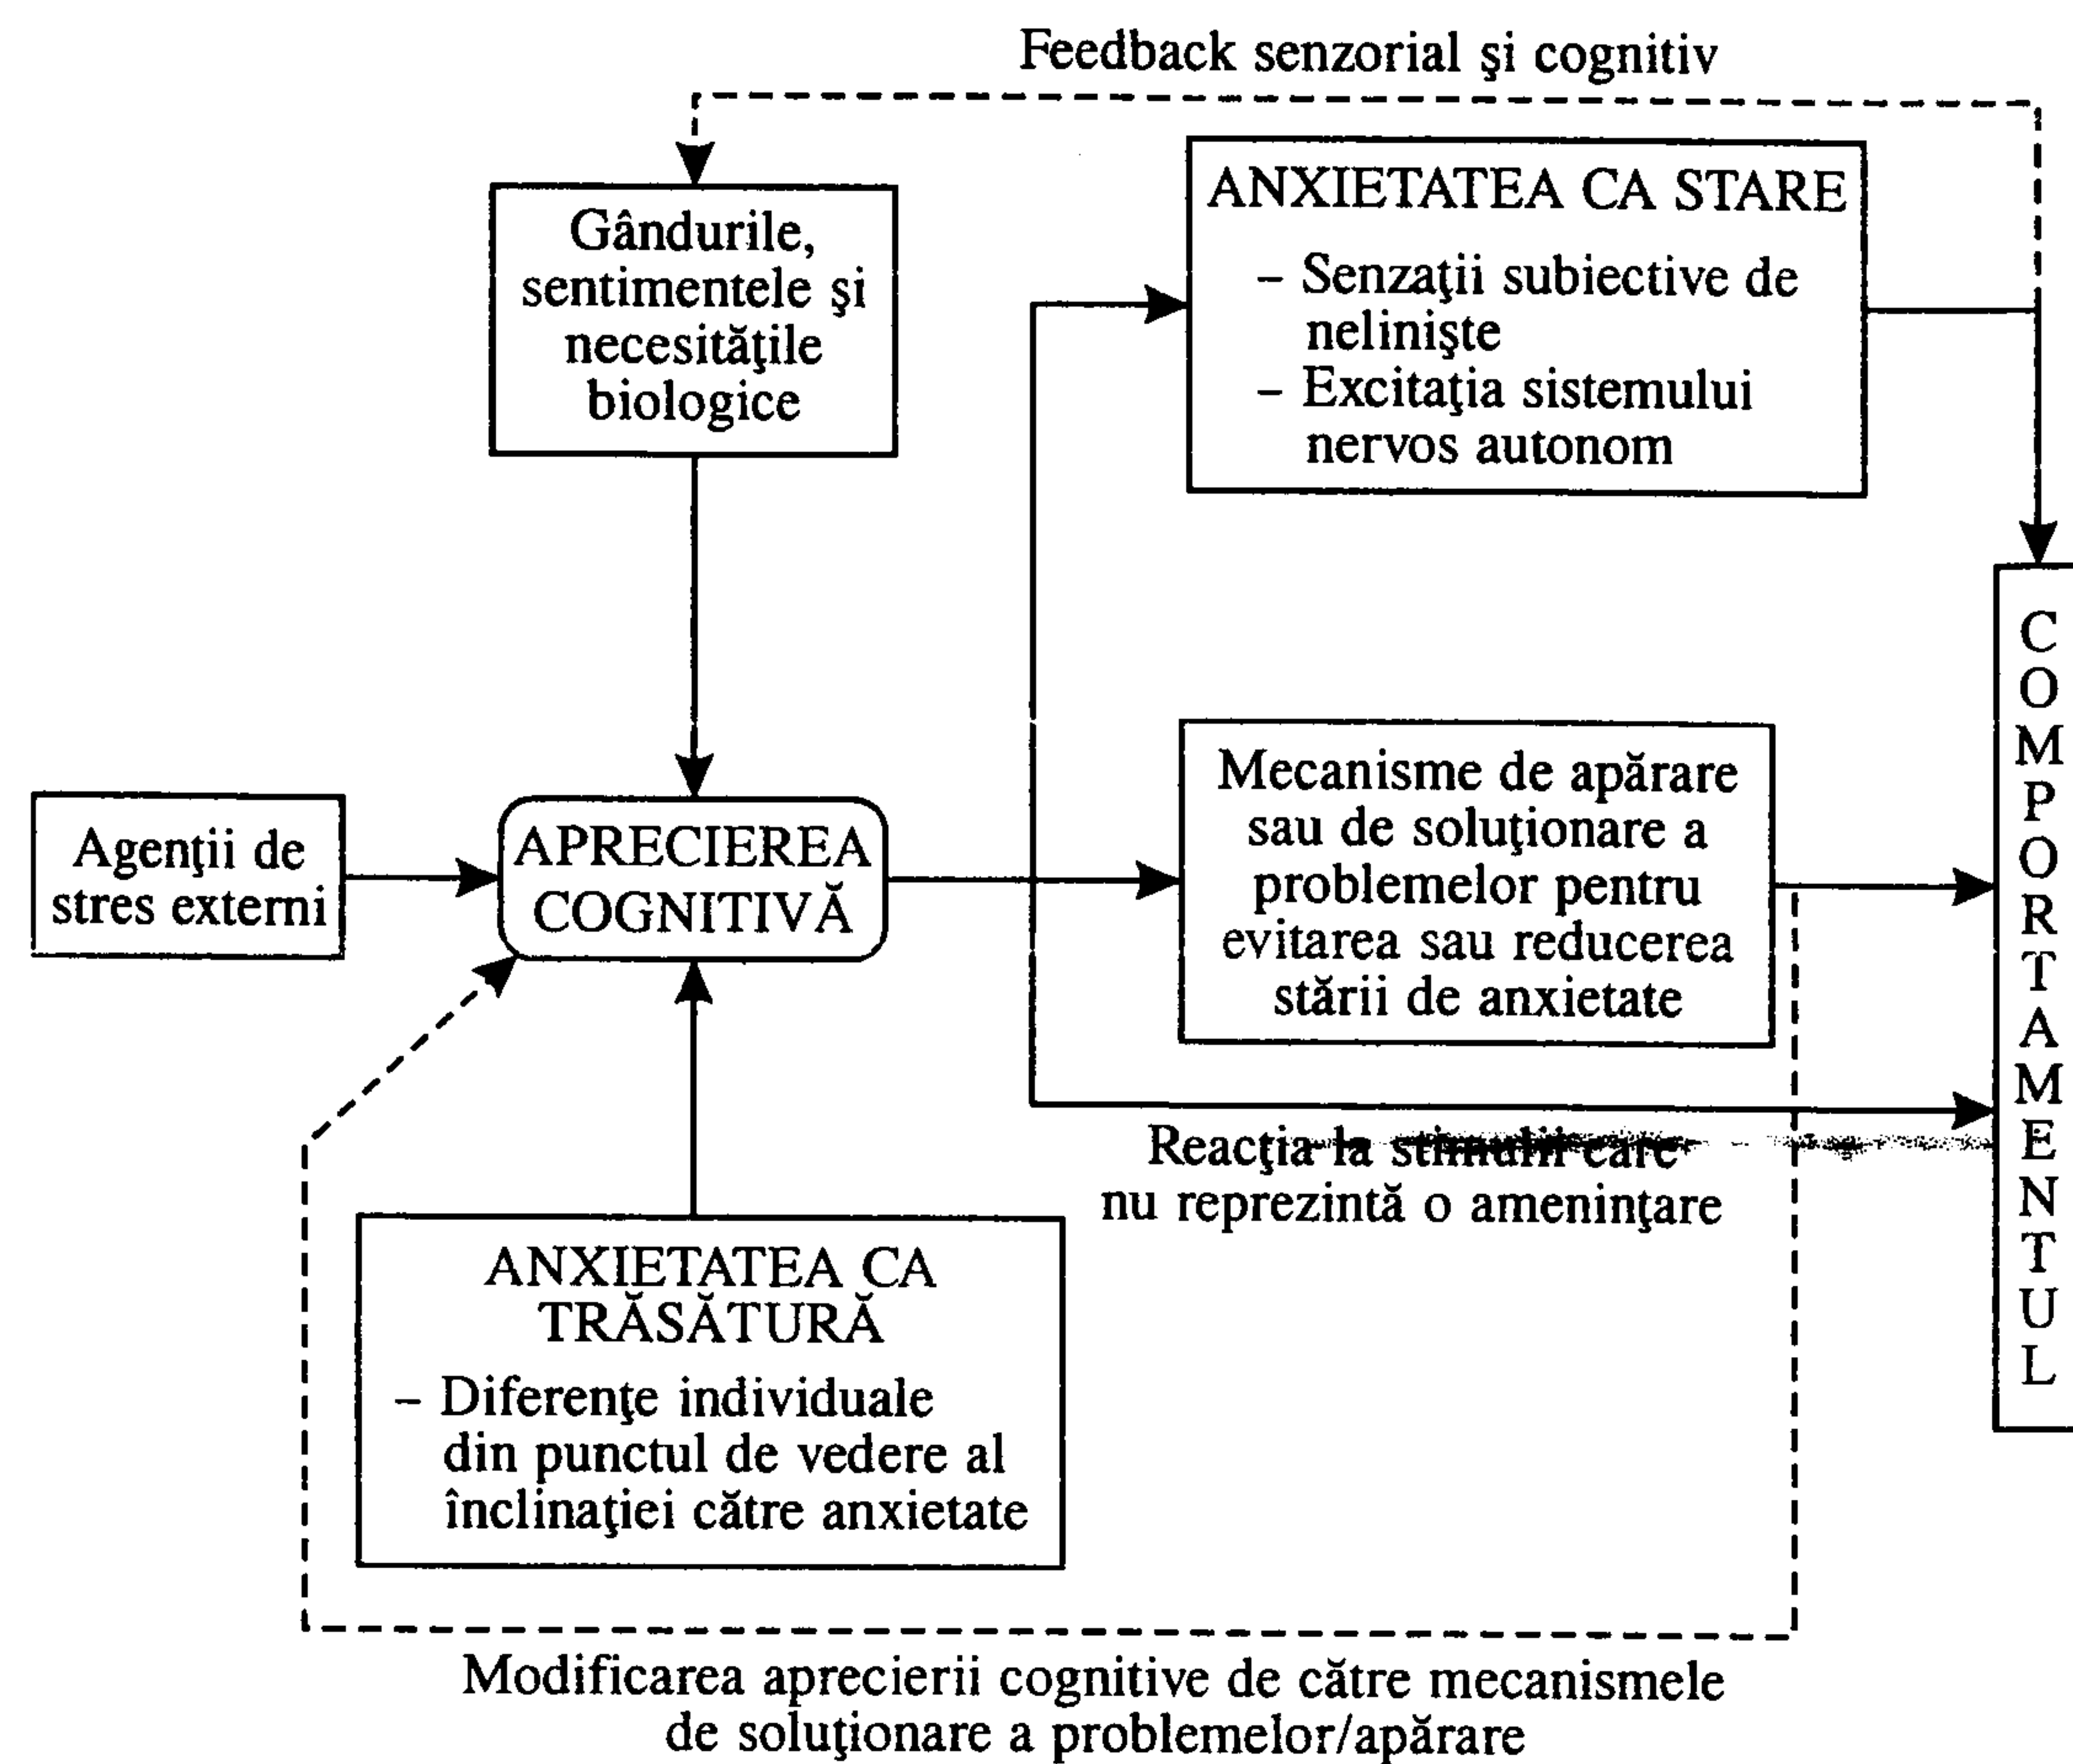 Feedback senzorial şi cognitiv
Gândurile,
sentimentele şi
necesităţile
biologice
ANXIETATEA CA STARE
– Senzaţii subiective de
nelinişte
– Excitaţia sistemului
nervos autonom
Agenţii de
stres externi
APRECIEREA
COGNITIVĂ
Mecanisme de apărare
sau de soluţionare a
problemelor pentru
evitarea sau reducerea
stării de anxietate
C
O
M
P
O
R
T
A
M
E
N
T
U
L
Reacţia la stimulii care
nu reprezintă o ameninţare
ANXIETATEA CA
TRĂSĂTURĂ
– Diferenţe individuale
din punctul de vedere al
înclinaţiei către anxietate
Modificarea aprecierii cognitive de către mecanismele
de soluţionare a problemelor/apărare